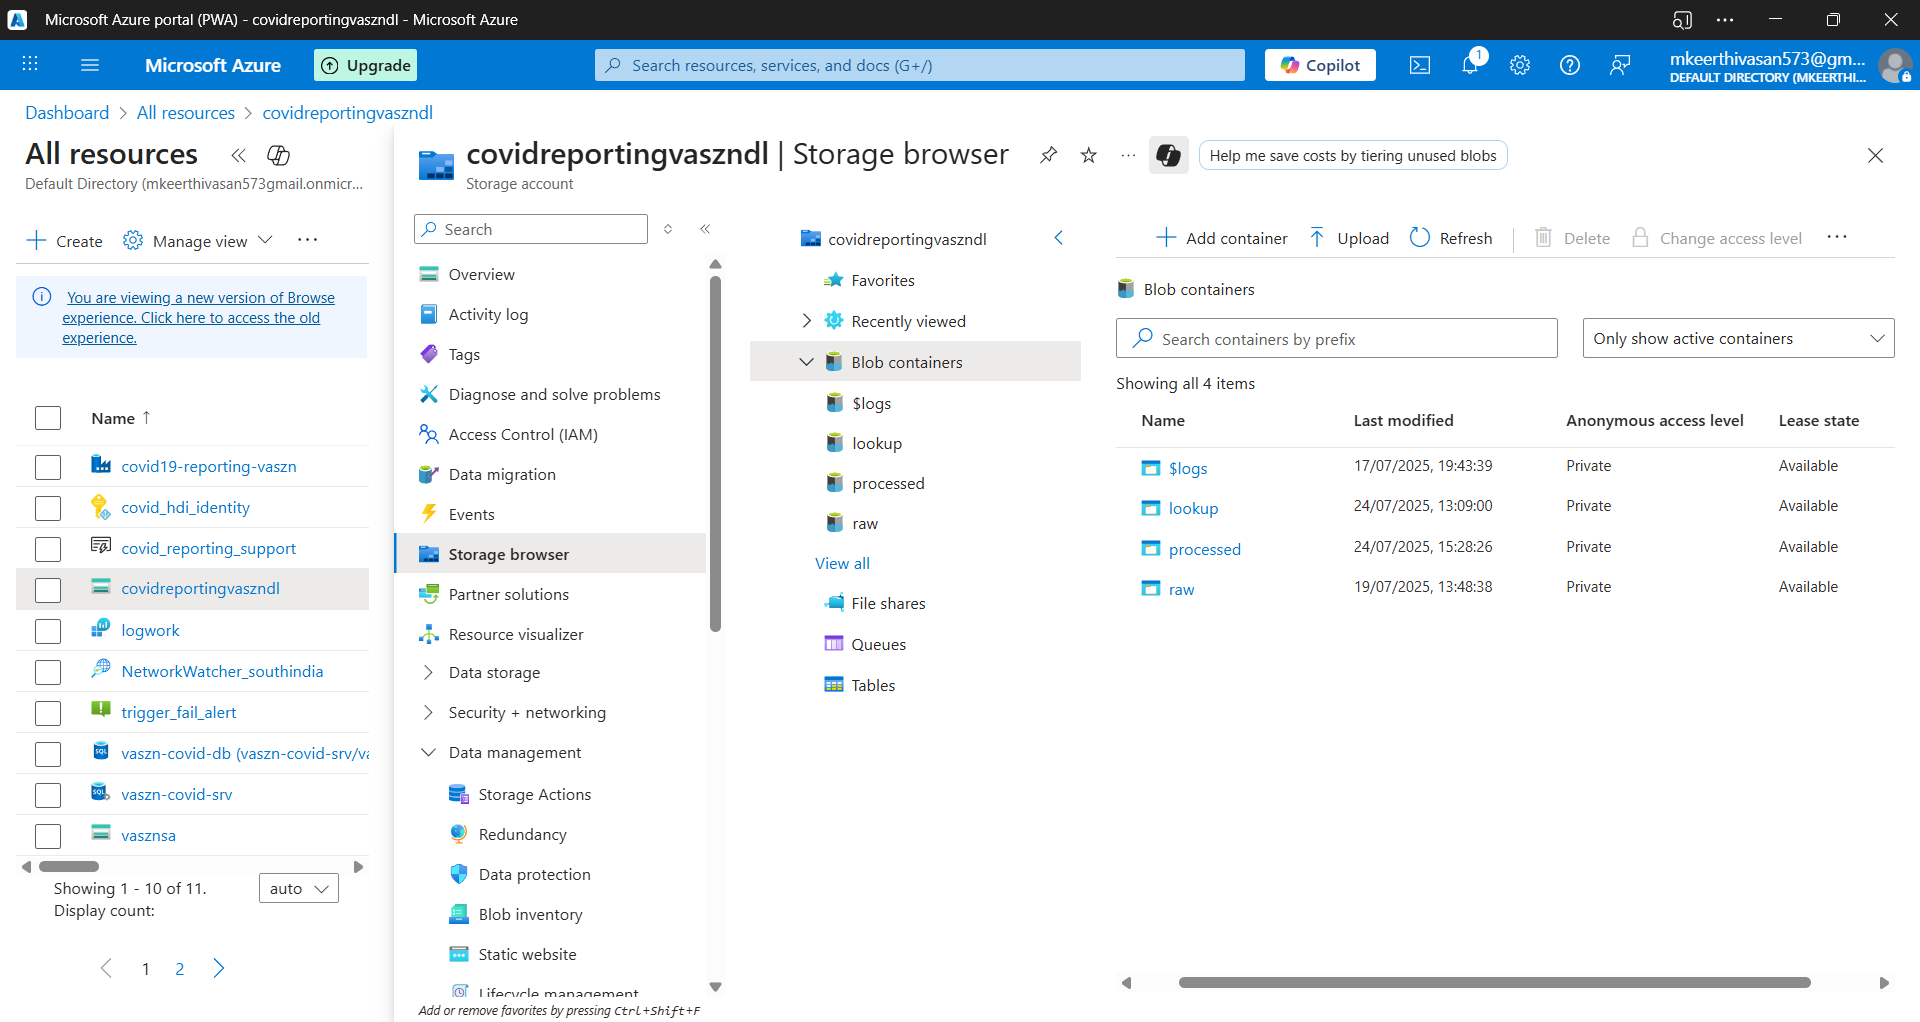 Microsoft Azure portal (PWA) - covidreportingvaszndl - Microsoft Azure
Microsoft Azure
Upgrade
Search resources, services, and docs (G+/)
Copilot
1
mkeerthivasan573@gm...
DEFAULT DIRECTORY (MKEERTHI...
Dashboard > All resources > covidreportingvaszndl
All resources
Default Directory (mkeerthivasan573gmail.onmicr...
Create
Manage view
You are viewing a new version of Browse
experience. Click here to access the old
experience.
Name ↑
covid19-reporting-vaszn
covid_hdi_identity
covid_reporting_support
covidreportingvaszndl
logwork
NetworkWatcher_southindia
trigger_fail_alert
vaszn-covid-db (vaszn-covid-srv/va
vaszn-covid-srv
vasznsa
Showing 1 - 10 of 11.
Display count:
auto
1
2
covidreportingvaszndl | Storage browser
Storage account
Help me save costs by tiering unused blobs
Search
Overview
Activity log
Tags
Diagnose and solve problems
Access Control (IAM)
Data migration
Events
Storage browser
Partner solutions
Resource visualizer
Data storage
Security + networking
Data management
Storage Actions
Redundancy
Data protection
Blob inventory
Static website
Lifecycle management
Add or remove favorites by pressing Ctrl+Shift+F
covidreportingvaszndl
Favorites
Recently viewed
Blob containers
$logs
lookup
processed
raw
View all
File shares
Queues
Tables
Add container
Upload
Refresh
Delete
Change access level
Blob containers
Search containers by prefix
Only show active containers
Showing all 4 items
Name Last modified Anonymous access level Lease state
$logs 17/07/2025, 19:43:39 Private Available
lookup 24/07/2025, 13:09:00 Private Available
processed 24/07/2025, 15:28:26 Private Available
raw 19/07/2025, 13:48:38 Private Available